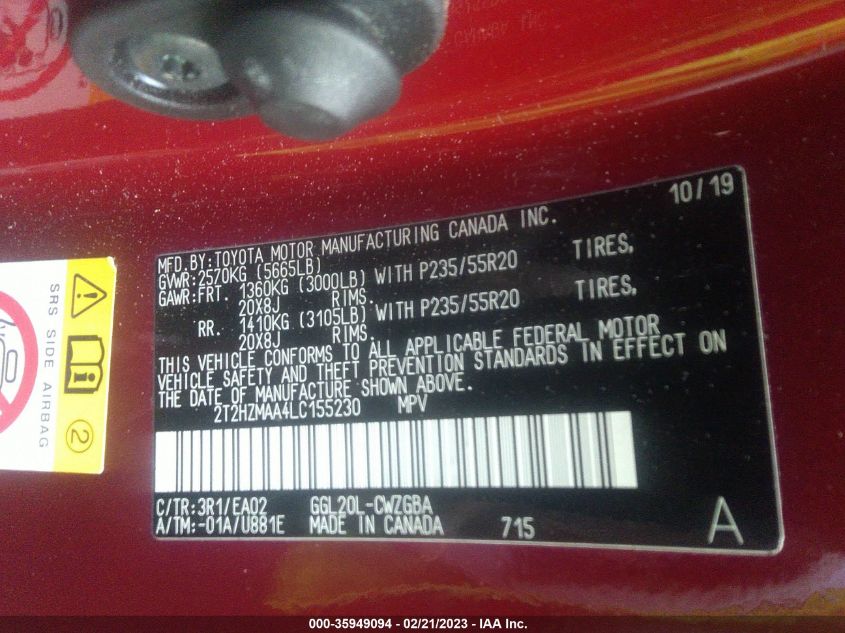 10/19
MFD.BY:TOYOTA MOTOR MANUFACTURING CANADA INC.
GVWR:2570KG (5665LB)
GAWR:FRT. 1360KG (3000LB) WITH P235/55R20 TIRES,
20X8J RIMS.
RR. 1410KG (3105LB) WITH P235/55R20 TIRES,
20X8J RIMS.
THIS VEHICLE CONFORMS TO ALL APPLICABLE FEDERAL MOTOR
VEHICLE SAFETY AND THEFT PREVENTION STANDARDS IN EFFECT ON
THE DATE OF MANUFACTURE SHOWN ABOVE.
2T2HZMAA4LC155230 MPV
C/TR:3R1/EA02 GGL20L-CWZGBA
A/TM:-01A/U881E MADE IN CANADA 715 A
SRS SIDE AIRBAG
2
000-35949094 - 02/21/2023 - IAA Inc.